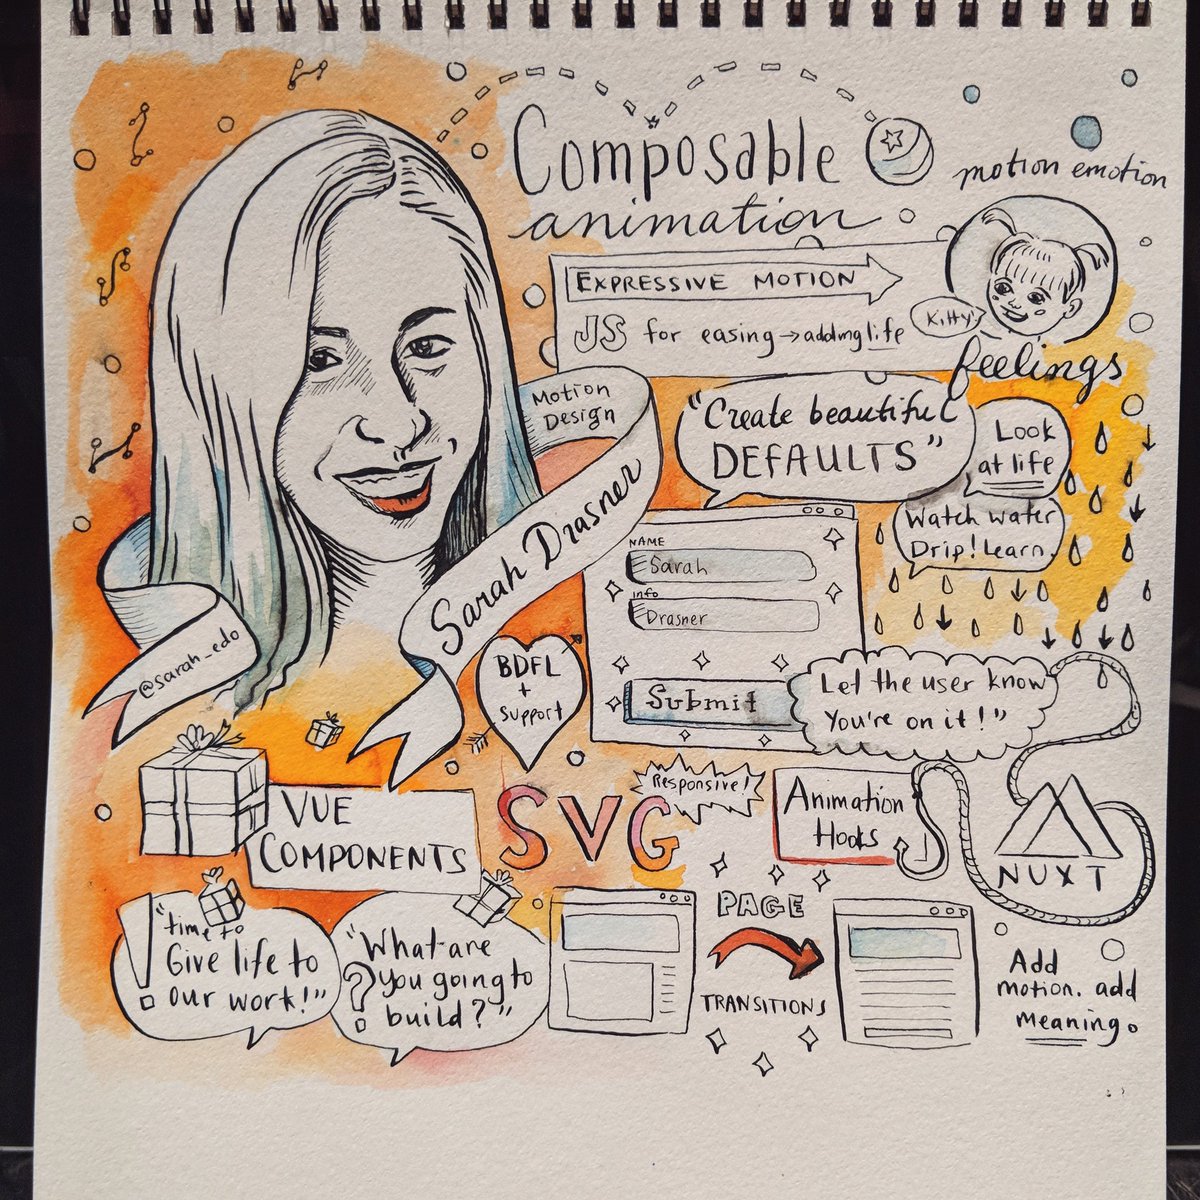 Composable
animation
motion emotion
EXPRESSIVE MOTION
JS for easing → adding life
Kitty!
feelings
Motion
Design
Sarah Drasner
@sarah_edo
"Create beautiful
DEFAULTS"
Look
at life
Watch water
Drip! Learn.
NAME
Sarah
info
Drasner
Submit
Let the user know
You're on it!"
BDFL
+
support
VUE
COMPONENTS
SVG
Responsive!
Animation
Hooks
NUXT
! "time to
Give life to
our work!"
"What are
? you going to
build?"
PAGE
TRANSITIONS
Add
motion. add
meaning.